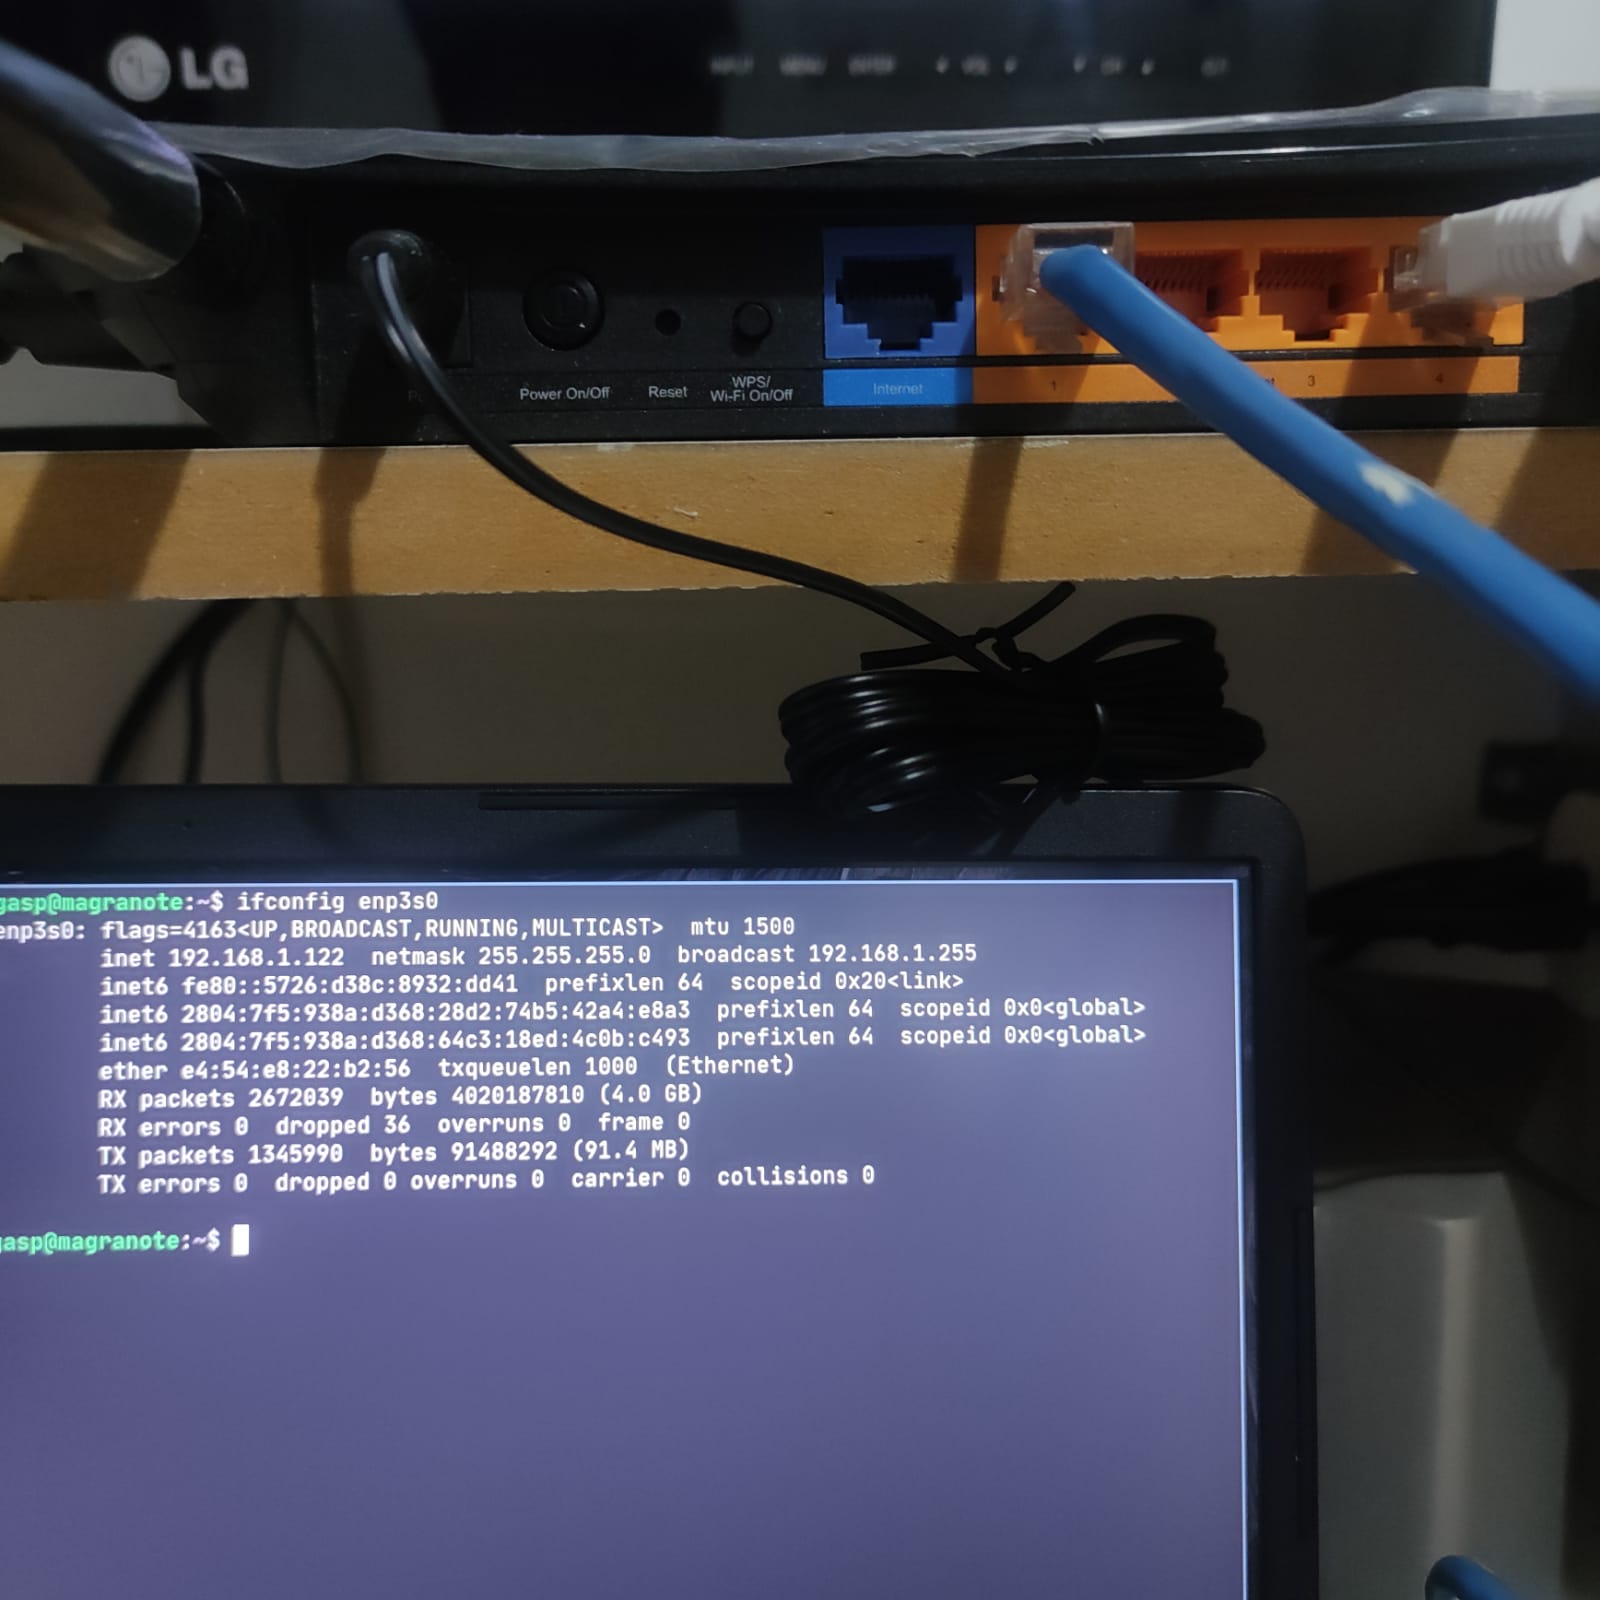 LG
INPUT MENU ENTER VOL CH
Power On/Off
Reset
WPS/
Wi-Fi On/Off
Internet
1
3
4
gasp@magranote:~$ ifconfig enp3s0
enp3s0: flags=4163<UP,BROADCAST,RUNNING,MULTICAST>  mtu 1500
inet 192.168.1.122  netmask 255.255.255.0  broadcast 192.168.1.255
inet6 fe80::5726:d38c:8932:dd41  prefixlen 64  scopeid 0x20<link>
inet6 2804:7f5:938a:d368:28d2:74b5:42a4:e8a3  prefixlen 64  scopeid 0x0<global>
inet6 2804:7f5:938a:d368:64c3:18ed:4c0b:c493  prefixlen 64  scopeid 0x0<global>
ether e4:54:e8:22:b2:56  txqueuelen 1000  (Ethernet)
RX packets 2672039  bytes 4020187810 (4.0 GB)
RX errors 0  dropped 36  overruns 0  frame 0
TX packets 1345990  bytes 91488292 (91.4 MB)
TX errors 0  dropped 0 overruns 0  carrier 0  collisions 0
gasp@magranote:~$